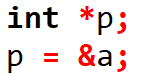 int *p;
p = &a;